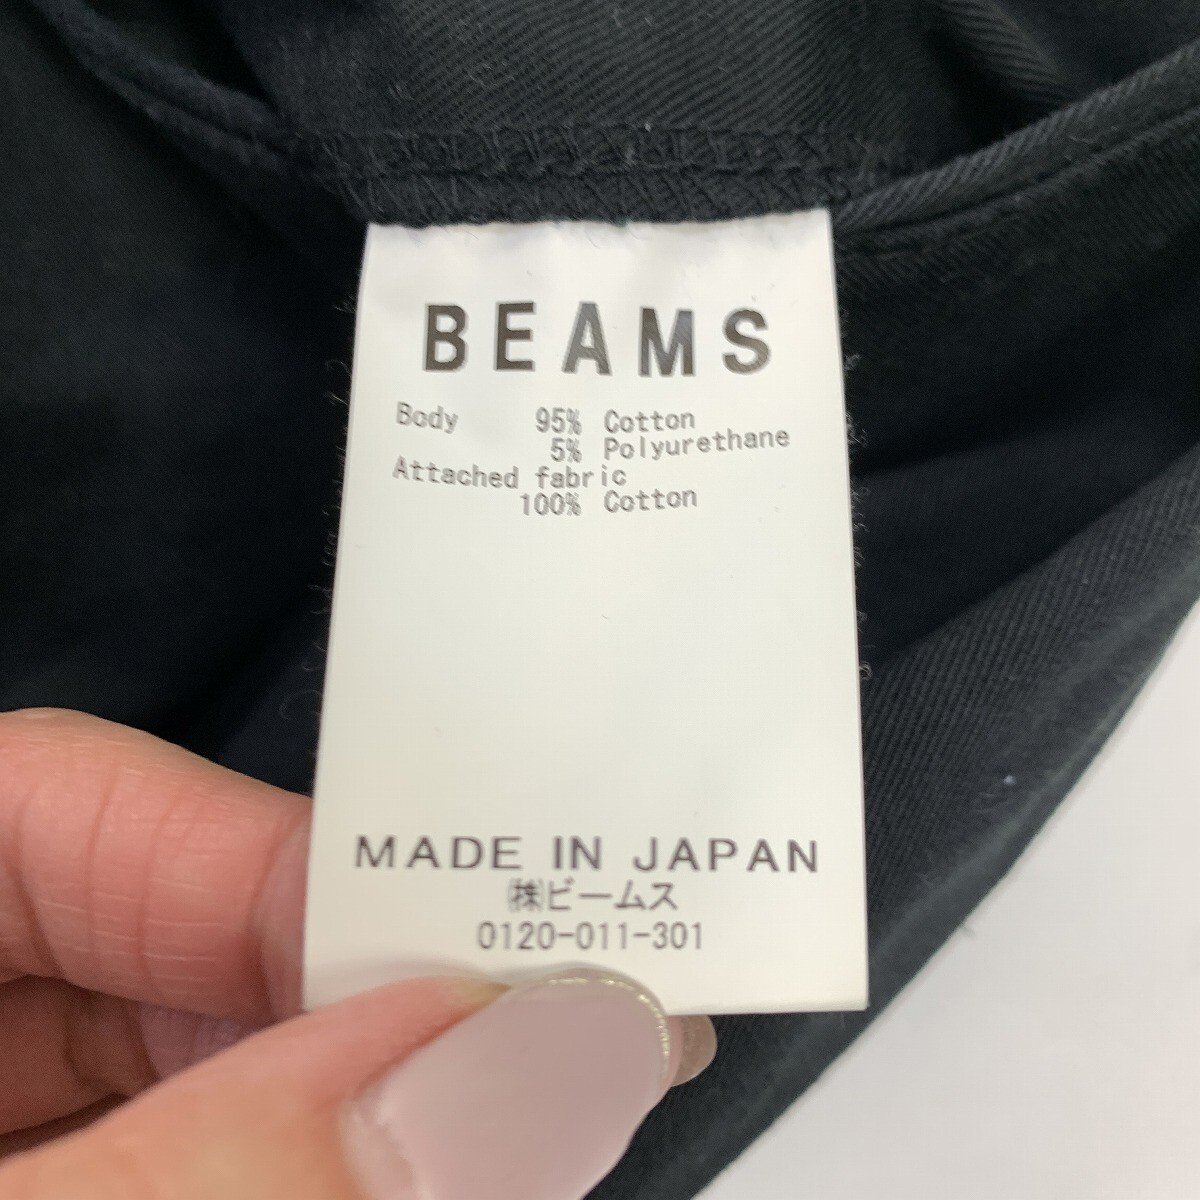 BEAMS
Body 95% Cotton
5% Polyurethane
Attached fabric
100% Cotton
MADE IN JAPAN
㈱ビームス
0120-011-301